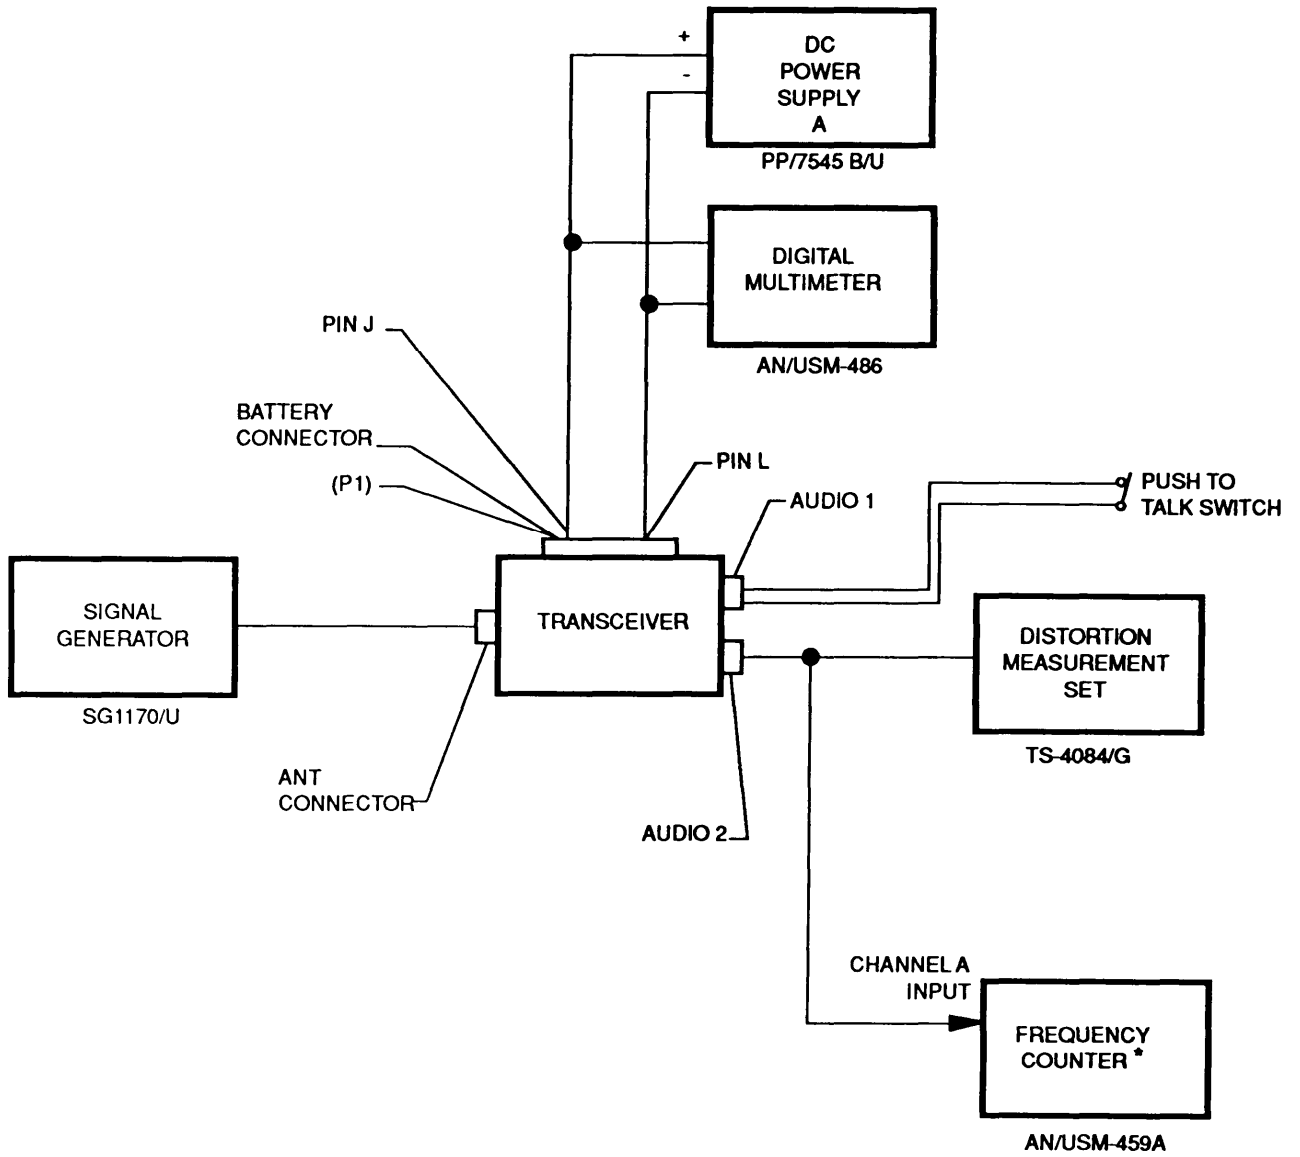 +
-
DC
POWER
SUPPLY
A
PP/7545 B/U
DIGITAL
MULTIMETER
AN/USM-486
PIN J
BATTERY
CONNECTOR
(P1)
PIN L
AUDIO 1
PUSH TO
TALK SWITCH
SIGNAL
GENERATOR
SG1170/U
TRANSCEIVER
DISTORTION
MEASUREMENT
SET
TS-4084/G
ANT
CONNECTOR
AUDIO 2
CHANNEL A
INPUT
FREQUENCY
COUNTER *
AN/USM-459A